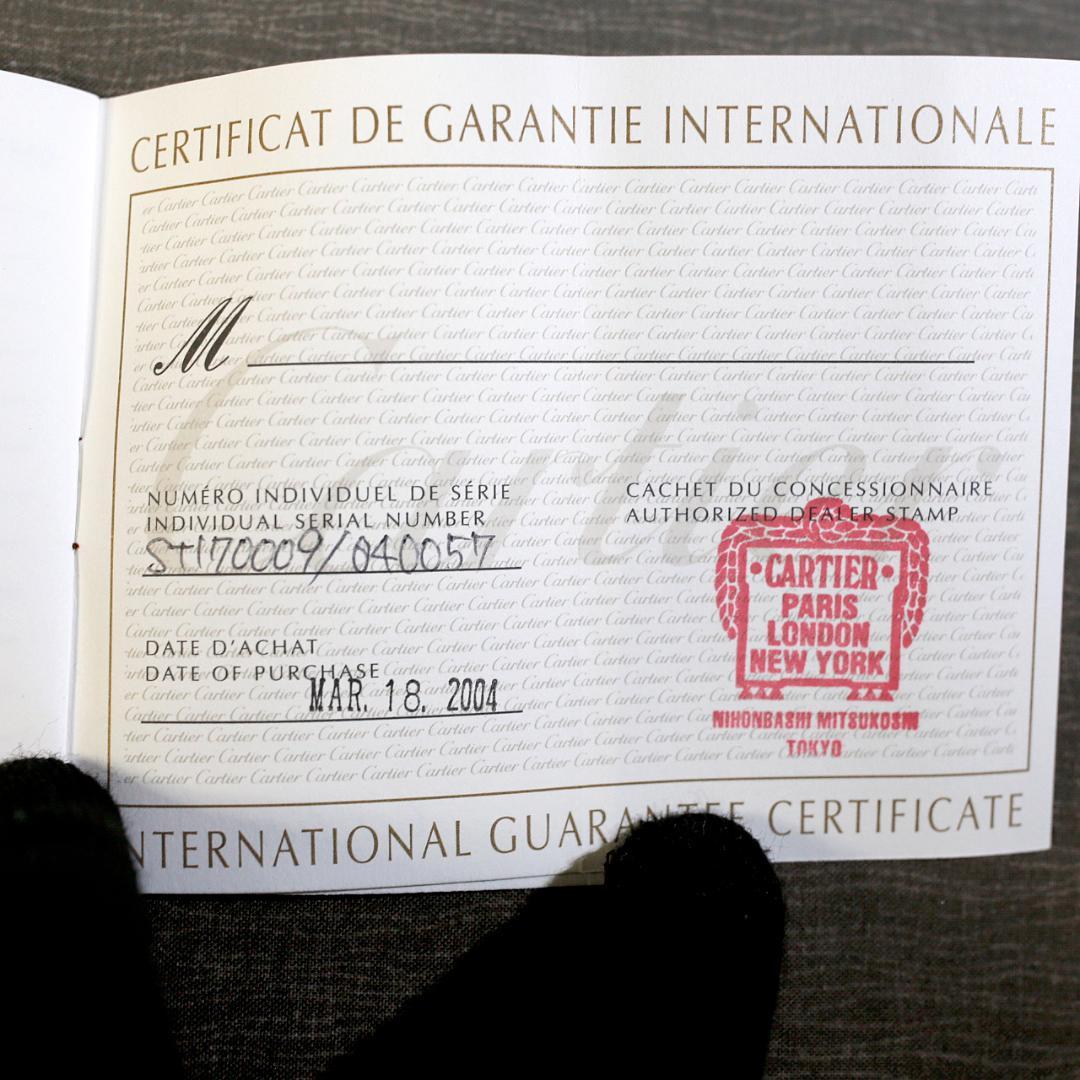 CERTIFICAT DE GARANTIE INTERNATIONALE
M
Cartier
NUMÉRO INDIVIDUEL DE SÉRIE
INDIVIDUAL SERIAL NUMBER
ST170009/040057
CACHET DU CONCESSIONNAIRE
AUTHORIZED DEALER STAMP
•CARTIER•
PARIS
LONDON
NEW YORK
NIHONBASHI MITSUKOSHI
TOKYO
DATE D'ACHAT
DATE OF PURCHASE
MAR. 18. 2004
INTERNATIONAL GUARANTEE CERTIFICATE